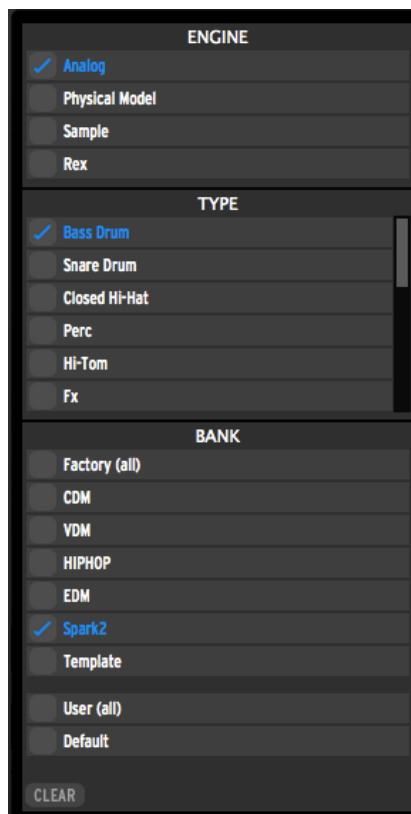 ENGINE
Analog
Physical Model
Sample
Rex
TYPE
Bass Drum
Snare Drum
Closed Hi-Hat
Perc
Hi-Tom
Fx
BANK
Factory (all)
CDM
VDM
HIPHOP
EDM
Spark2
Template
User (all)
Default
CLEAR